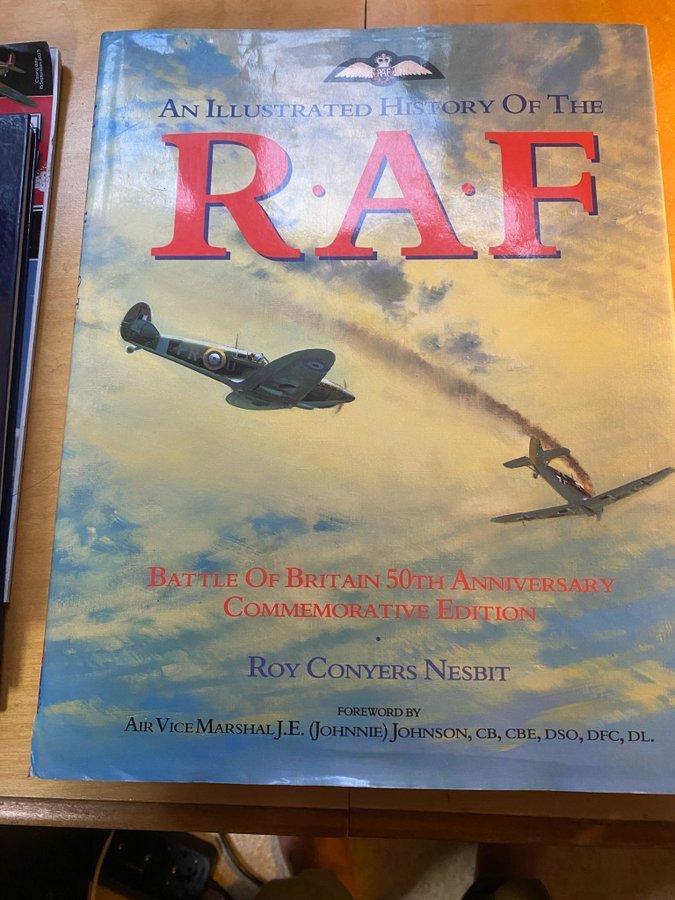 AN ILLUSTRATED HISTORY OF THE
R·A·F
BATTLE OF BRITAIN 50TH ANNIVERSARY
COMMEMORATIVE EDITION
ROY CONYERS NESBIT
FOREWORD BY
AIR VICE MARSHAL J.E. (JOHNNIE) JOHNSON, CB, CBE, DSO, DFC, DL.